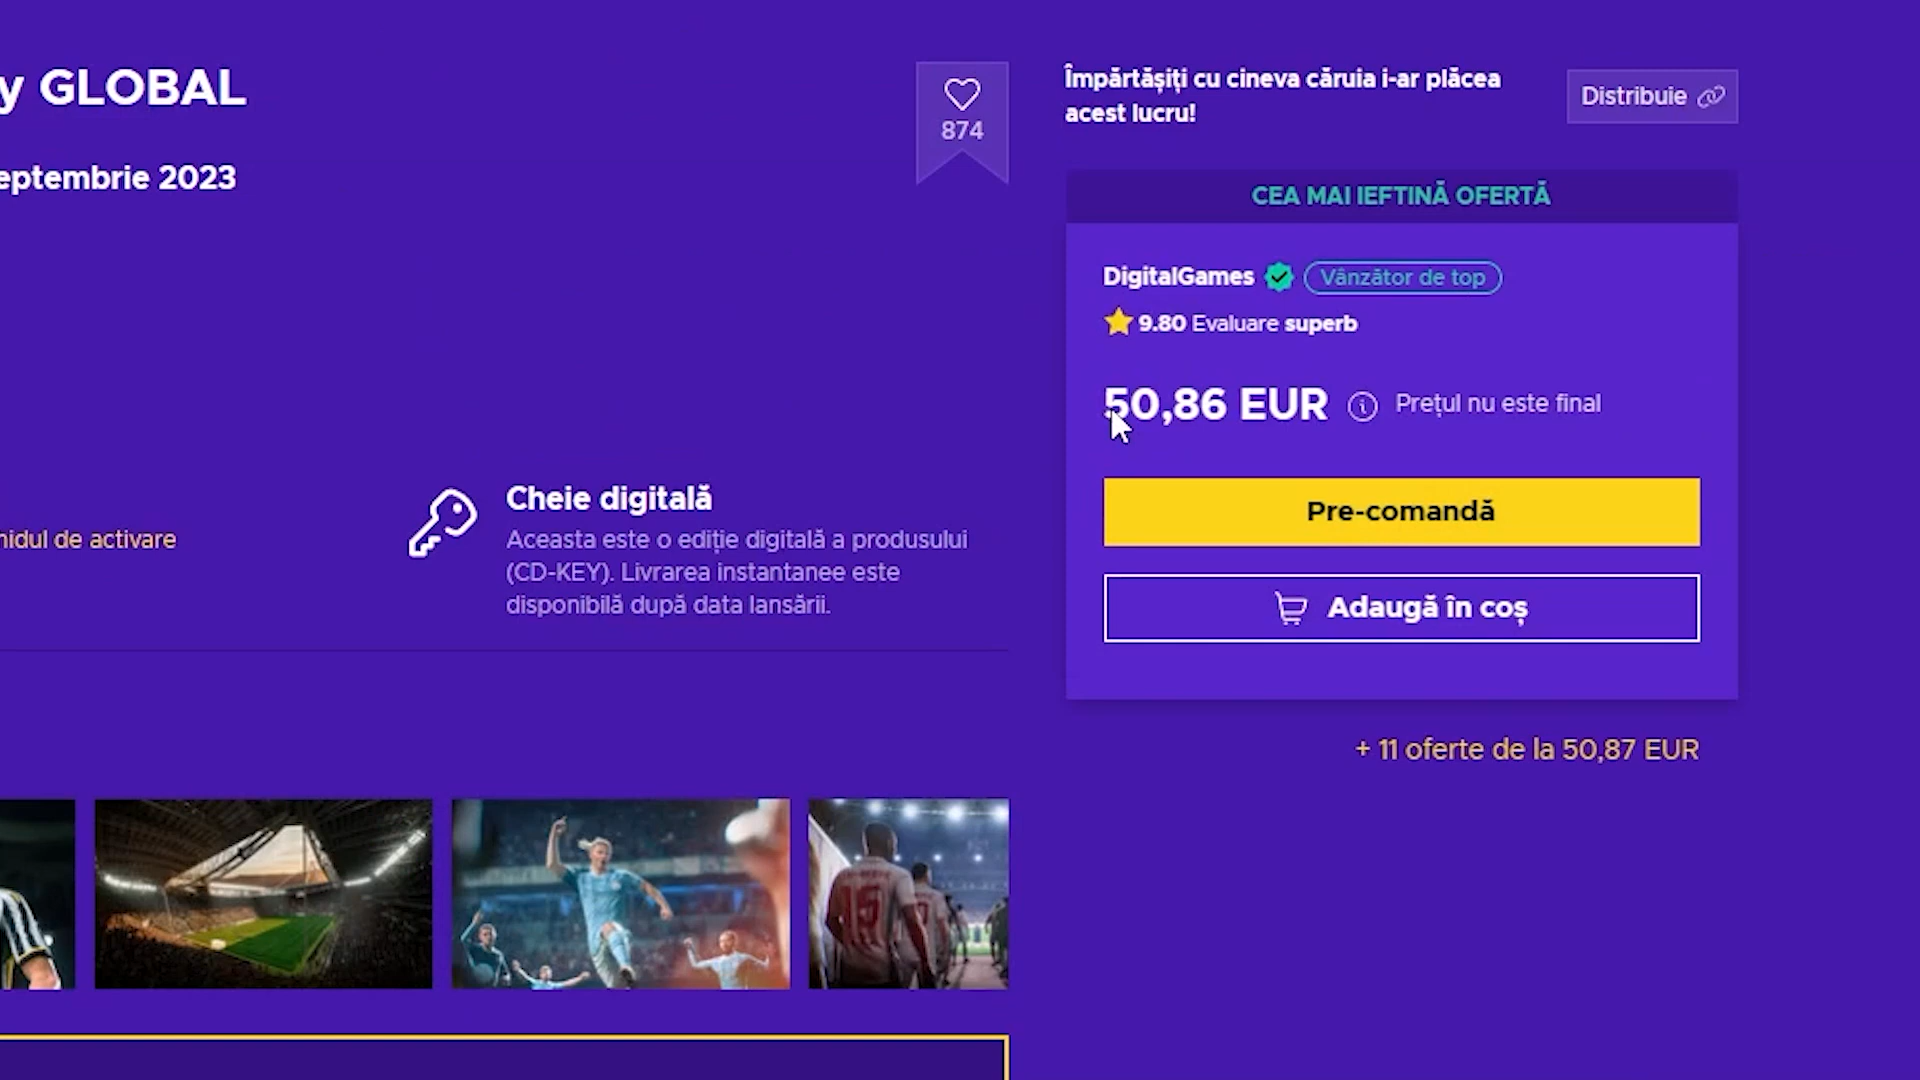 y GLOBAL
eptembrie 2023
874
Împărtășiți cu cineva căruia i-ar plăcea
acest lucru!
Distribuie
CEA MAI IEFTINĂ OFERTĂ
DigitalGames Vânzător de top
9.80 Evaluare superb
50,86 EUR Prețul nu este final
Pre-comandă
Adaugă în coș
+ 11 oferte de la 50,87 EUR
hidul de activare
Cheie digitală
Aceasta este o ediție digitală a produsului
(CD-KEY). Livrarea instantanee este
disponibilă după data lansării.
15